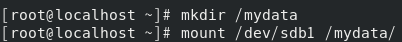 [root@localhost ~]# mkdir /mydata
[root@localhost ~]# mount /dev/sdb1 /mydata/